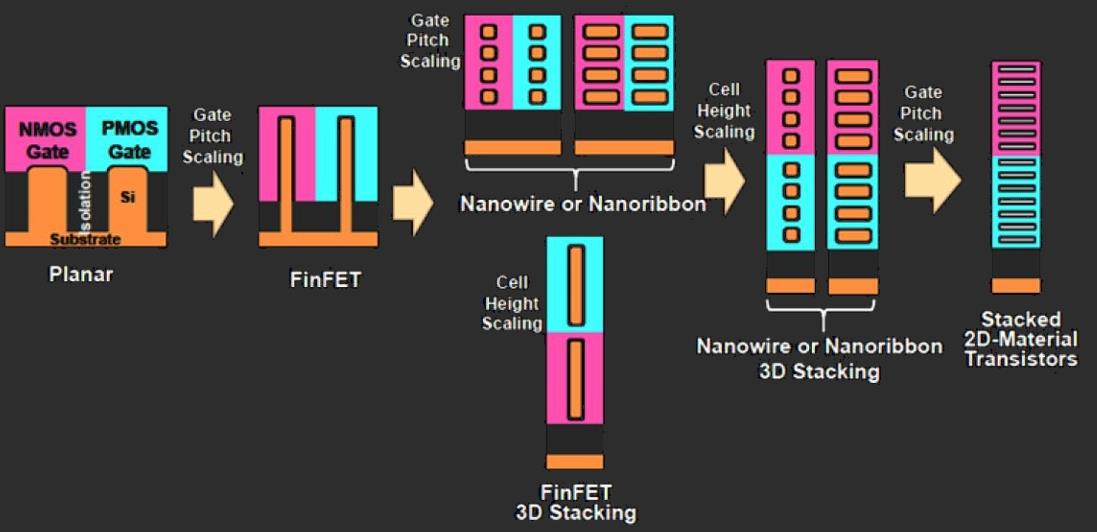 NMOS
Gate
PMOS
Gate
Isolation
Si
Substrate
Planar
Gate
Pitch
Scaling
FinFET
Gate
Pitch
Scaling
Nanowire or Nanoribbon
Cell
Height
Scaling
FinFET
3D Stacking
Cell
Height
Scaling
Nanowire or Nanoribbon
3D Stacking
Gate
Pitch
Scaling
Stacked
2D-Material
Transistors